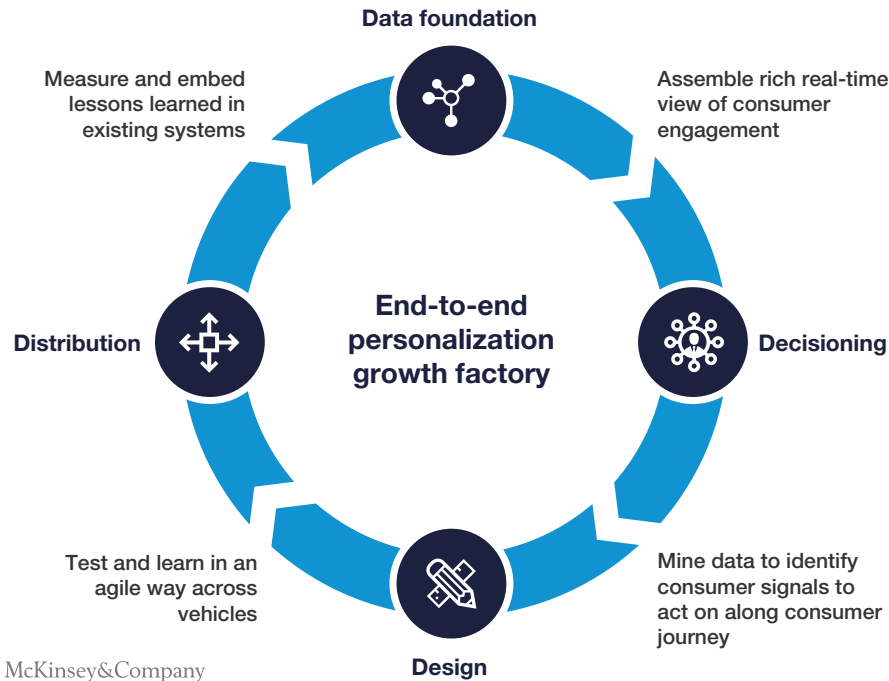 Data foundation
Measure and embed
lessons learned in
existing systems
Assemble rich real-time
view of consumer
engagement
End-to-end
personalization
growth factory
Distribution
Decisioning
Test and learn in an
agile way across
vehicles
Mine data to identify
consumer signals to
act on along consumer
journey
Design
McKinsey&Company